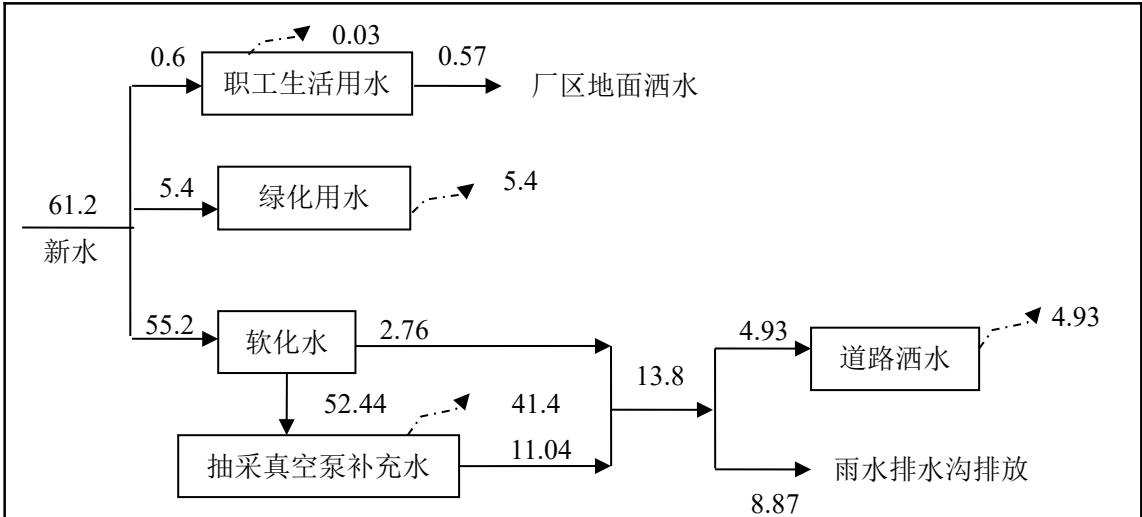 0.03
0.6
0.57
职工生活用水
厂区地面洒水
5.4
5.4
绿化用水
61.2
新水
55.2
软化水
2.76
4.93
4.93
道路洒水
13.8
52.44
41.4
抽采真空泵补充水
11.04
雨水排水沟排放
8.87